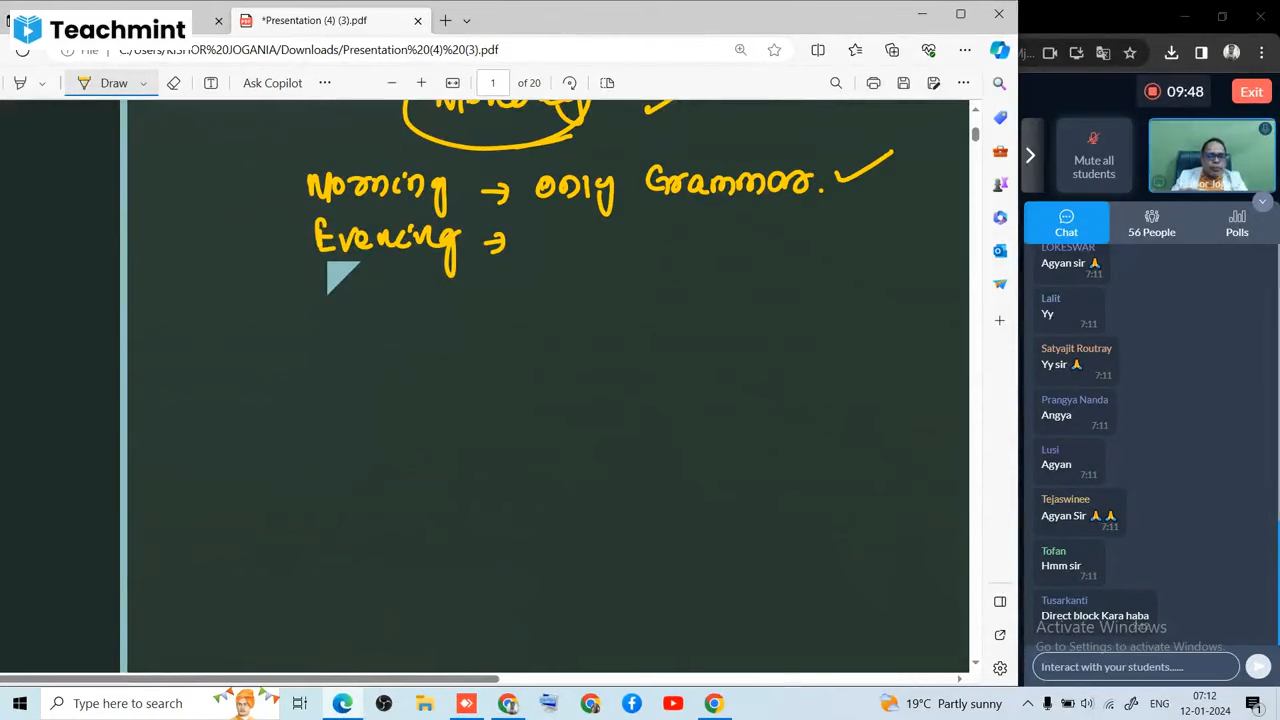 Teachmint
*Presentation (4) (3).pdf
File
C:/Users/KISHOR%20JOGANIA/Downloads/Presentation%20(4)%20(3).pdf
Draw
Ask Copilot
1 of 20
09:48 Exit
Mute all
students
Chat
56 People
Polls
Morning → only Grammar. ✓
Evening →
LOKESWAR
Agyan sir 🙏
7:11
Lalit
Yy
7:11
Satyajit Routray
Yy sir 🙏
7:11
Prangya Nanda
Angya
7:11
Lusi
Agyan
7:11
Tejaswinee
Agyan Sir 🙏🙏
7:11
Tofan
Hmm sir
7:11
Tusarkanti
Direct block Kara haba
Activate Windows
Go to Settings to activate Windows.
Interact with your students......
Type here to search
19°C Partly sunny
ENG
07:12
12-01-2024